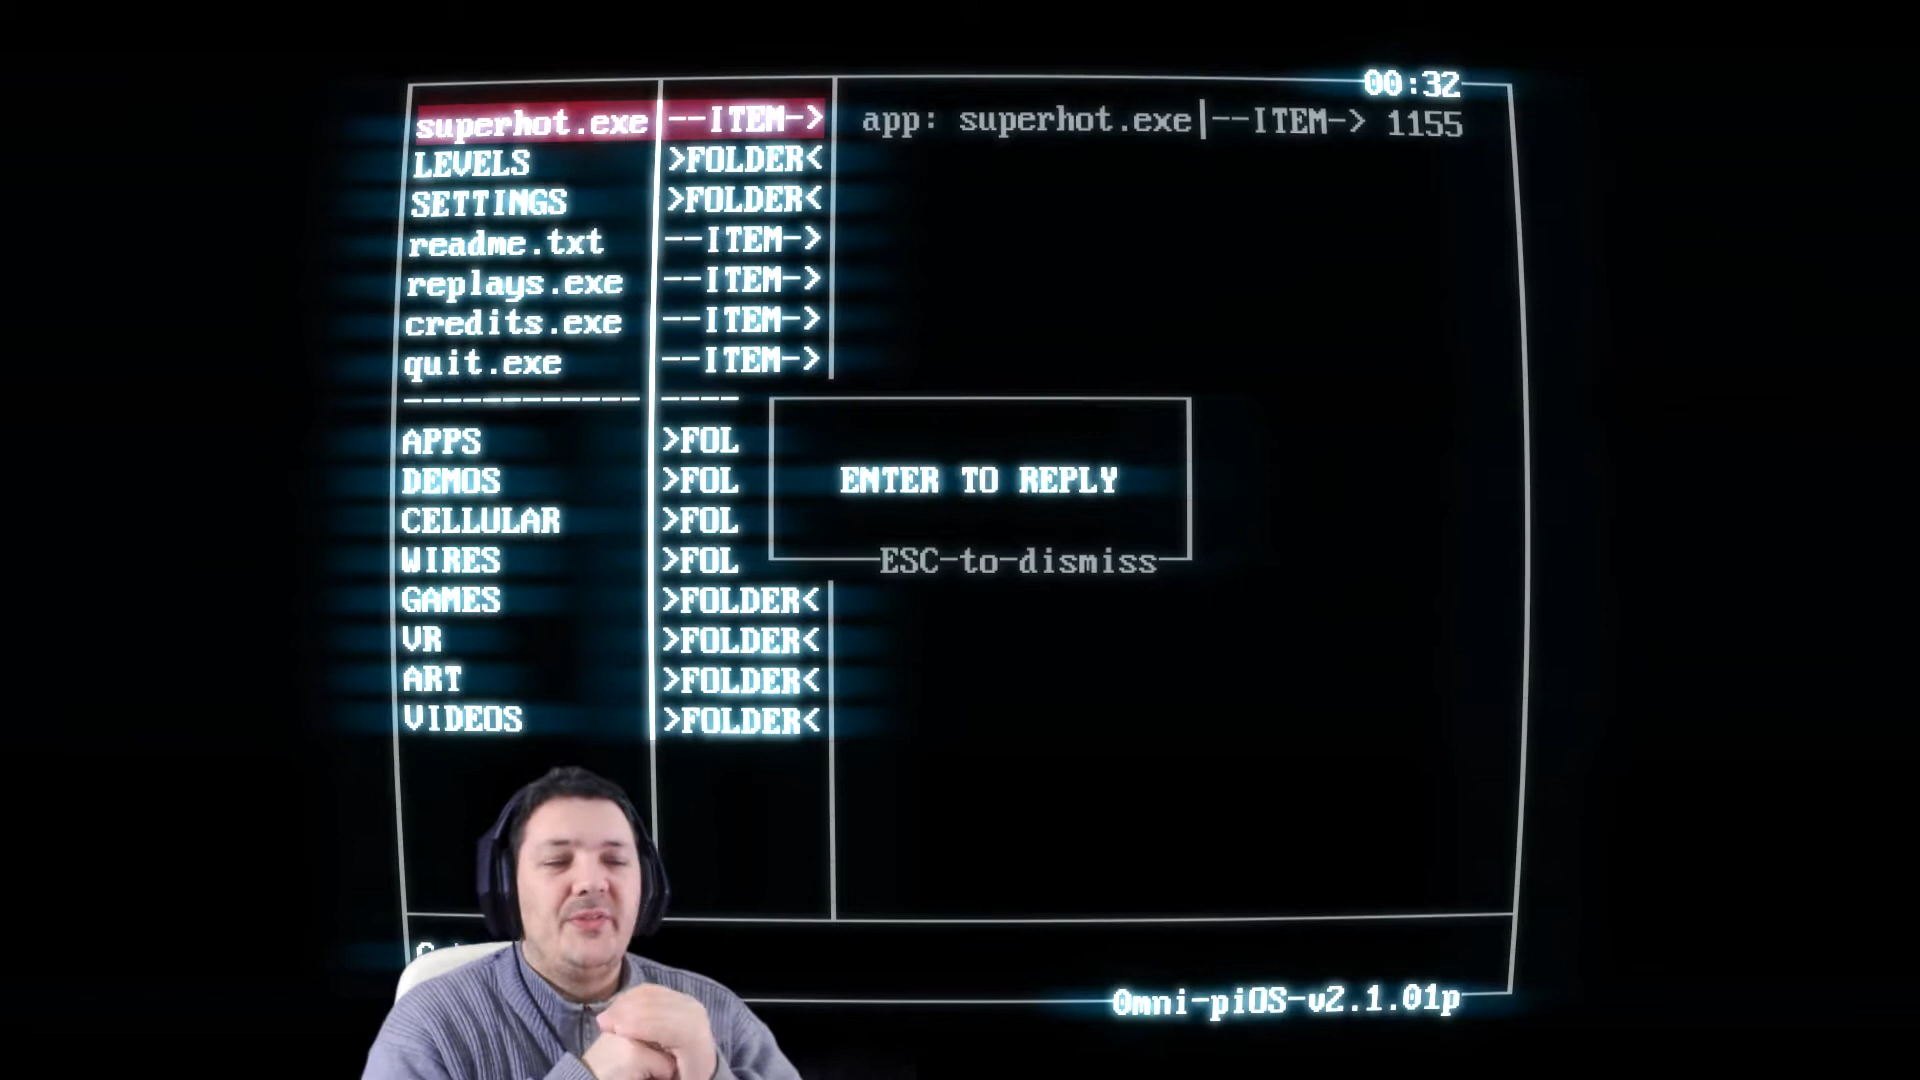 00:32
superhot.exe --ITEM-> app: superhot.exe|--ITEM-> 1155
LEVELS >FOLDER<
SETTINGS >FOLDER<
readme.txt --ITEM->
replays.exe --ITEM->
credits.exe --ITEM->
quit.exe --ITEM->
APPS >FOL
DEMOS >FOL
ENTER TO REPLY
CELLULAR >FOL
WIRES >FOL
ESC-to-dismiss
GAMES >FOLDER<
VR >FOLDER<
ART >FOLDER<
VIDEOS >FOLDER<
Omni-piOS-v2.1.01p